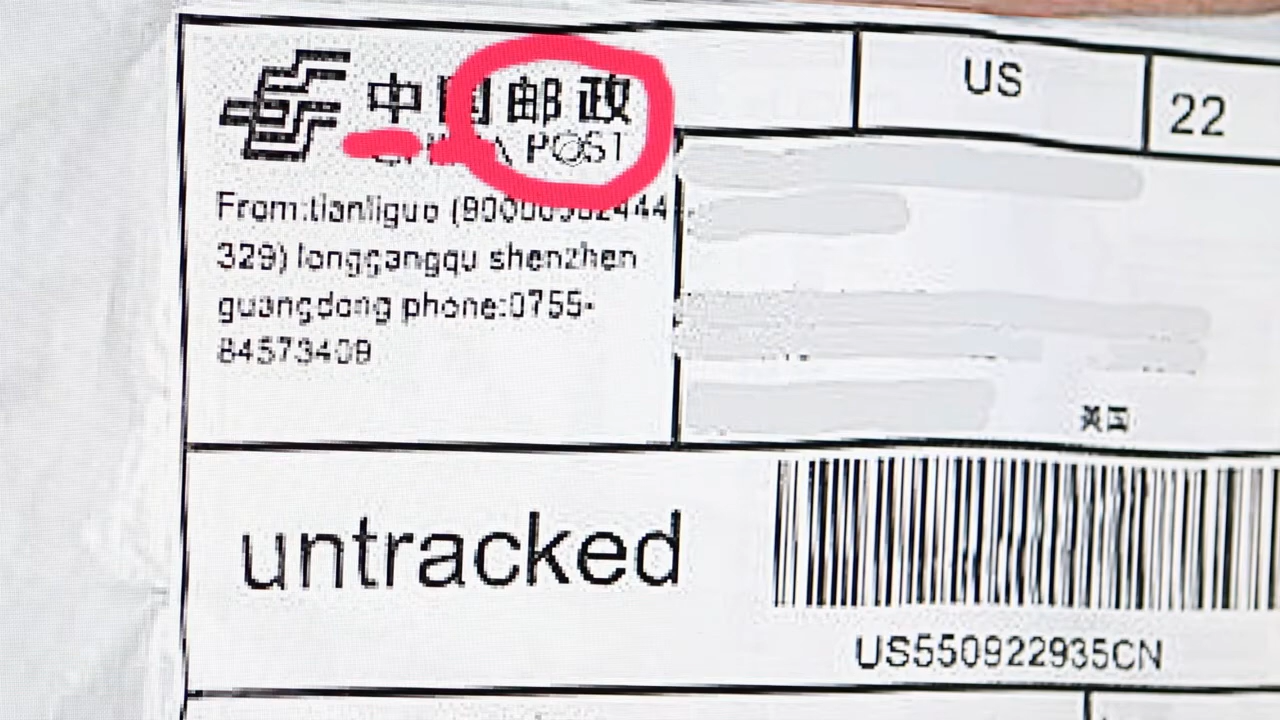 中国邮政
POST
US
22
From:tianliguo
329) longgangqu shenzhen
guangdong phone:0755-
84573409
美国
untracked
US550922935CN